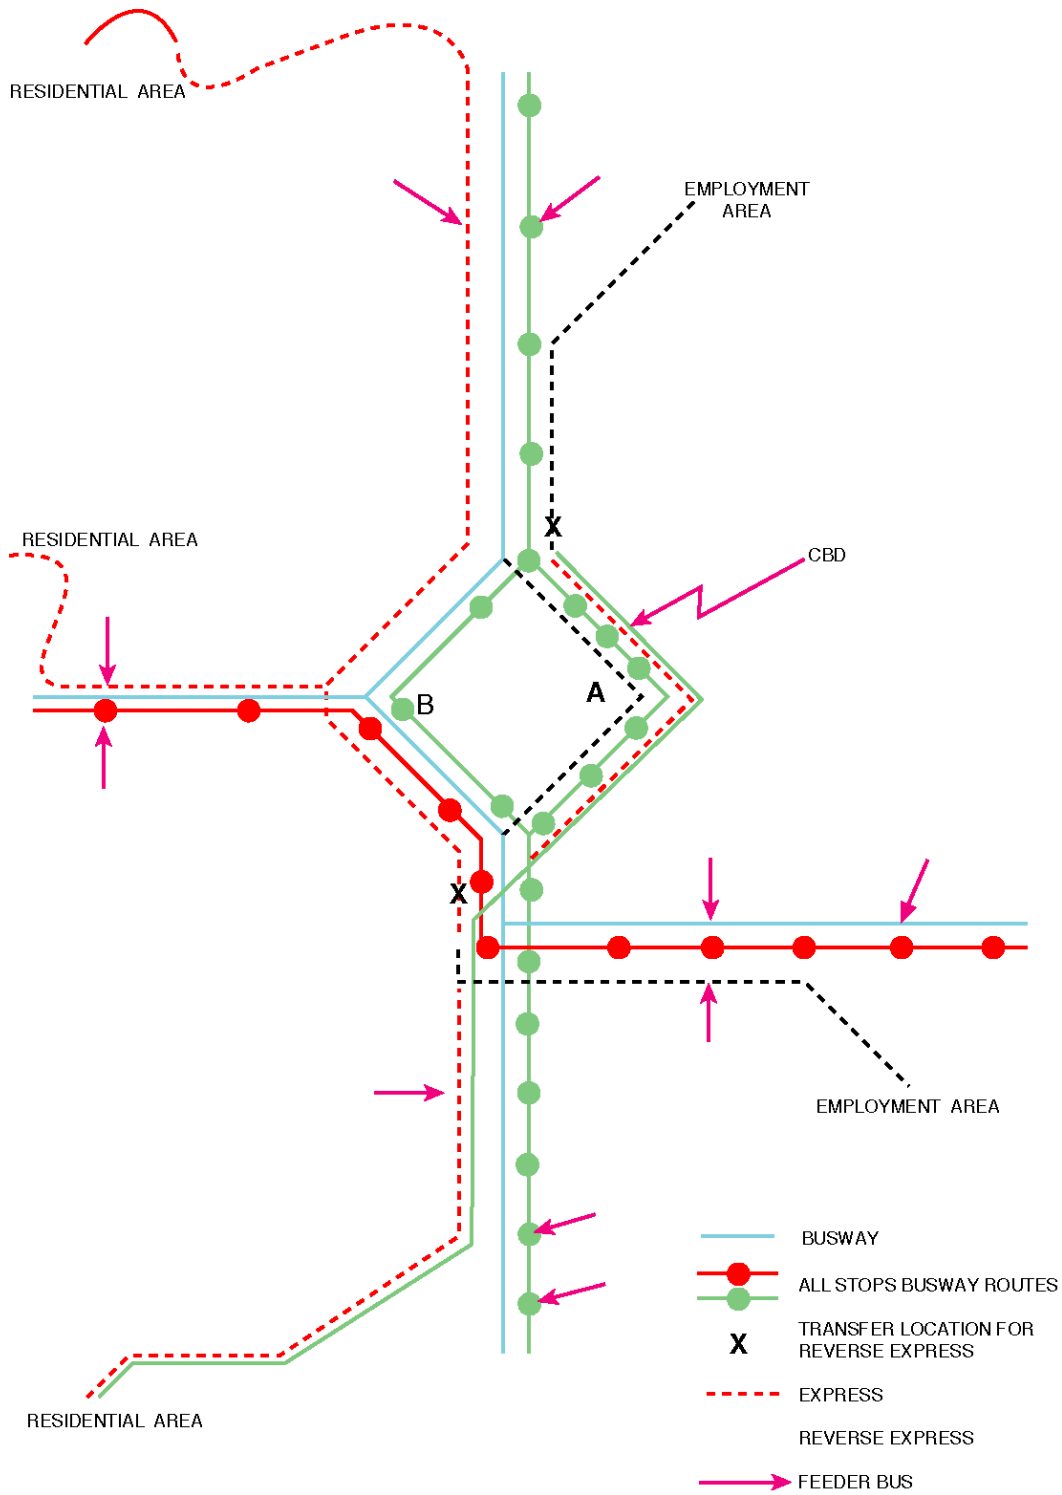 RESIDENTIAL AREA
EMPLOYMENT
AREA
X
RESIDENTIAL AREA
CBD
A
B
X
EMPLOYMENT AREA
BUSWAY
ALL STOPS BUSWAY ROUTES
X
TRANSFER LOCATION FOR
REVERSE EXPRESS
EXPRESS
RESIDENTIAL AREA
REVERSE EXPRESS
FEEDER BUS